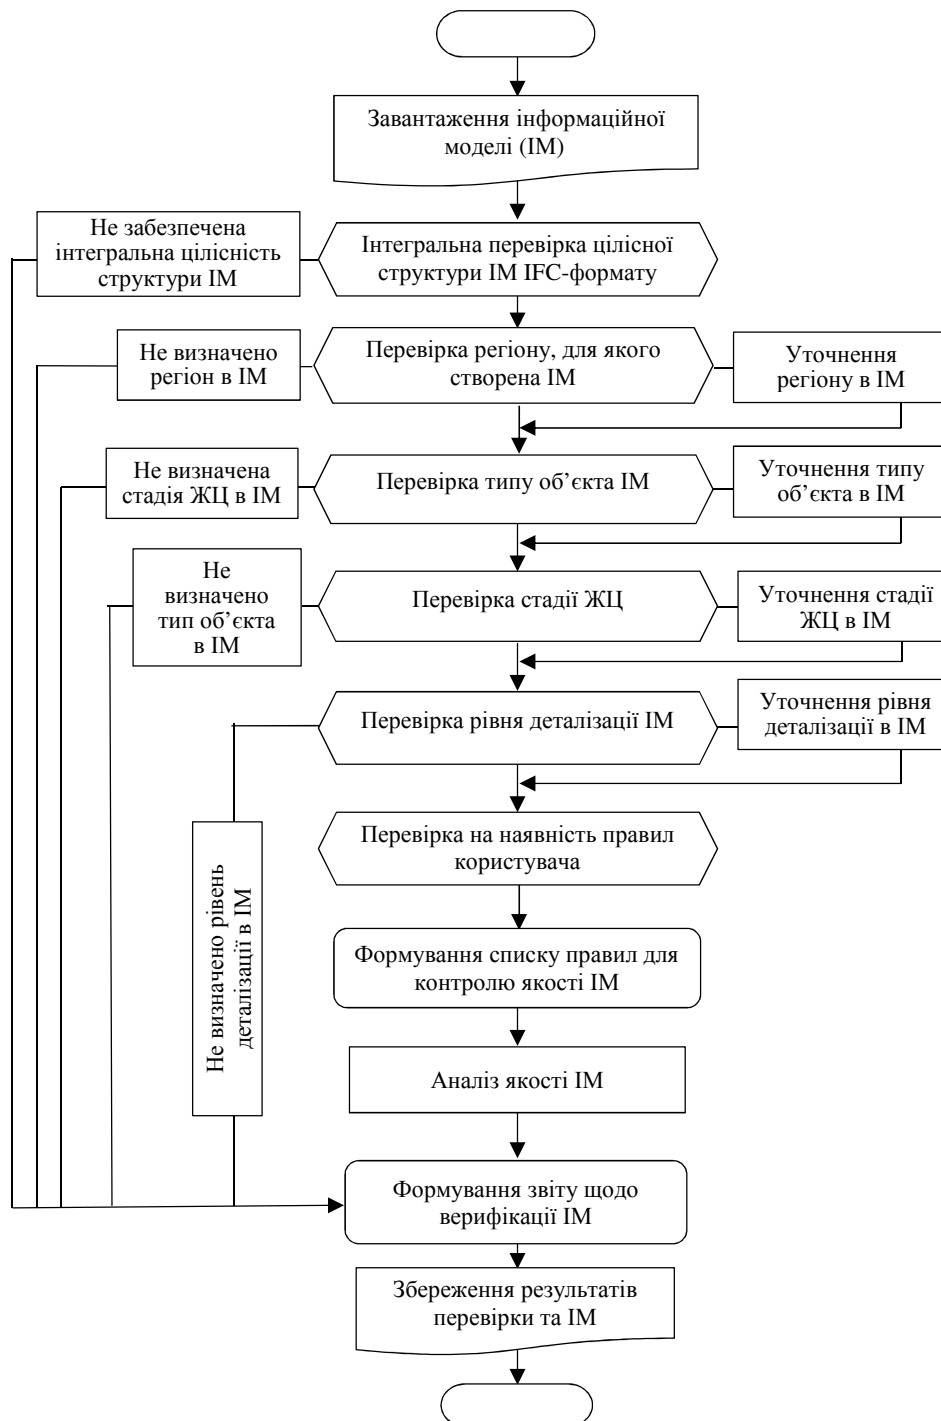 Завантаження інформаційної
моделі (ІМ)
Не забезпечена
інтегральна цілісність
структури ІМ
Інтегральна перевірка цілісної
структури ІМ IFC-формату
Не визначено
регіон в ІМ
Перевірка регіону, для якого
створена ІМ
Уточнення
регіону в ІМ
Не визначена
стадія ЖЦ в ІМ
Перевірка типу об’єкта ІМ
Уточнення типу
об’єкта в ІМ
Не
визначено
тип об’єкта
в ІМ
Перевірка стадії ЖЦ
Уточнення стадії
ЖЦ в ІМ
Перевірка рівня деталізації ІМ
Уточнення рівня
деталізації в ІМ
Не визначено рівень
деталізації в ІМ
Перевірка на наявність правил
користувача
Формування списку правил для
контролю якості ІМ
Аналіз якості ІМ
Формування звіту щодо
верифікації ІМ
Збереження результатів
перевірки та ІМ